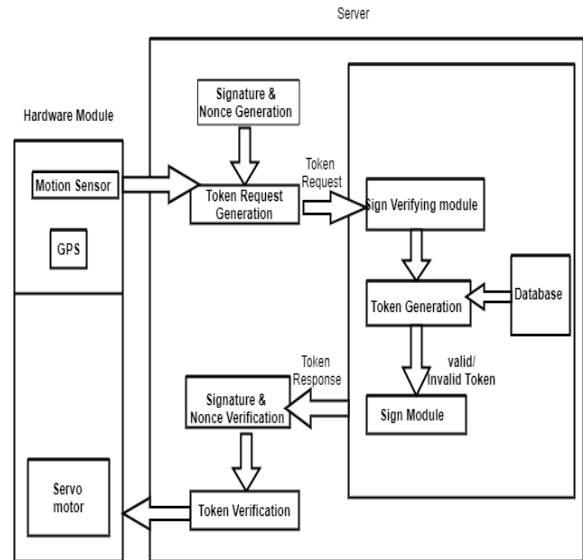 Server
Hardware Module
Motion Sensor
GPS
Servo
motor
Signature &
Nonce Generation
Token Request
Generation
Token
Request
Sign Verifying module
Token Generation
Database
valid/
Invalid Token
Sign Module
Token
Response
Signature &
Nonce Verification
Token Verification